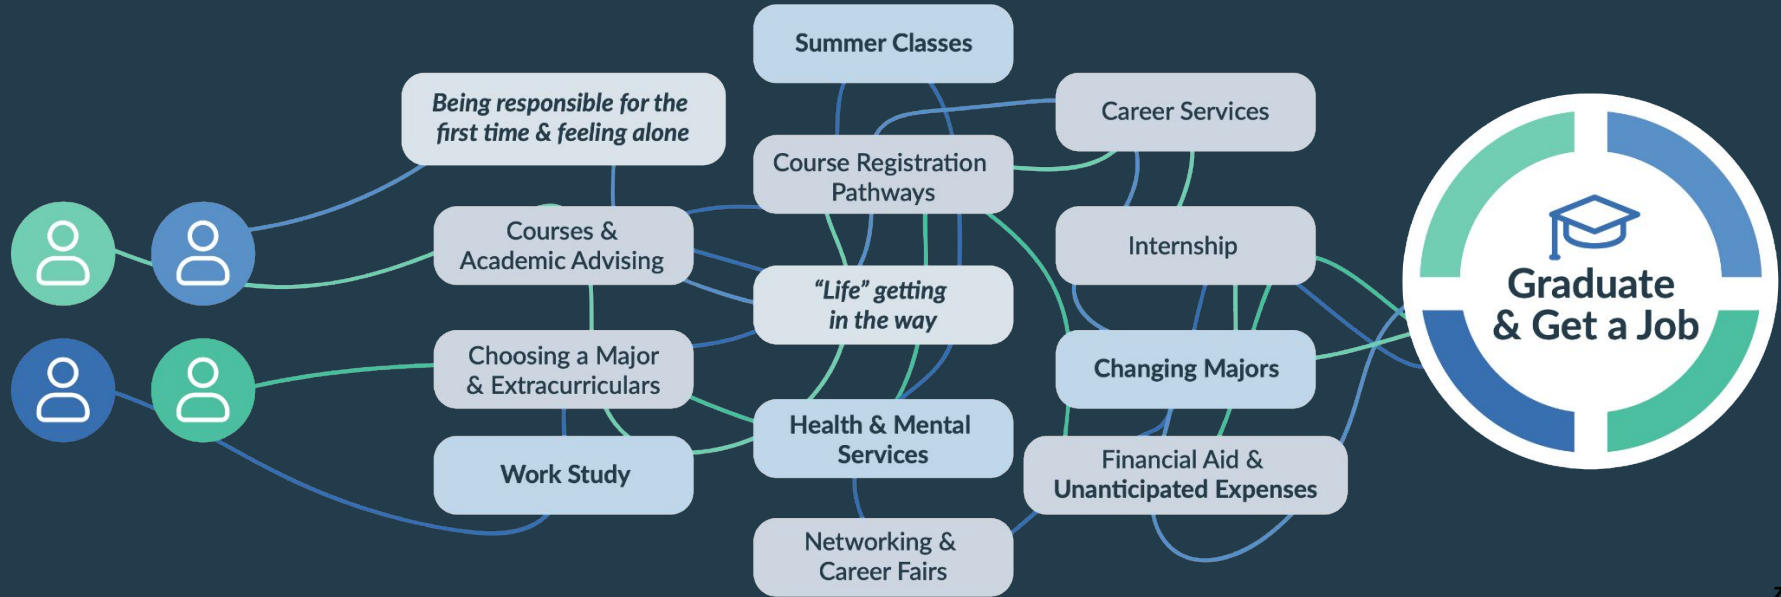 Summer Classes
Being responsible for the
first time & feeling alone
Career Services
Course Registration
Pathways
Courses &
Academic Advising
Internship
“Life” getting
in the way
Graduate
& Get a Job
Choosing a Major
& Extracurriculars
Changing Majors
Health & Mental
Services
Work Study
Financial Aid &
Unanticipated Expenses
Networking &
Career Fairs